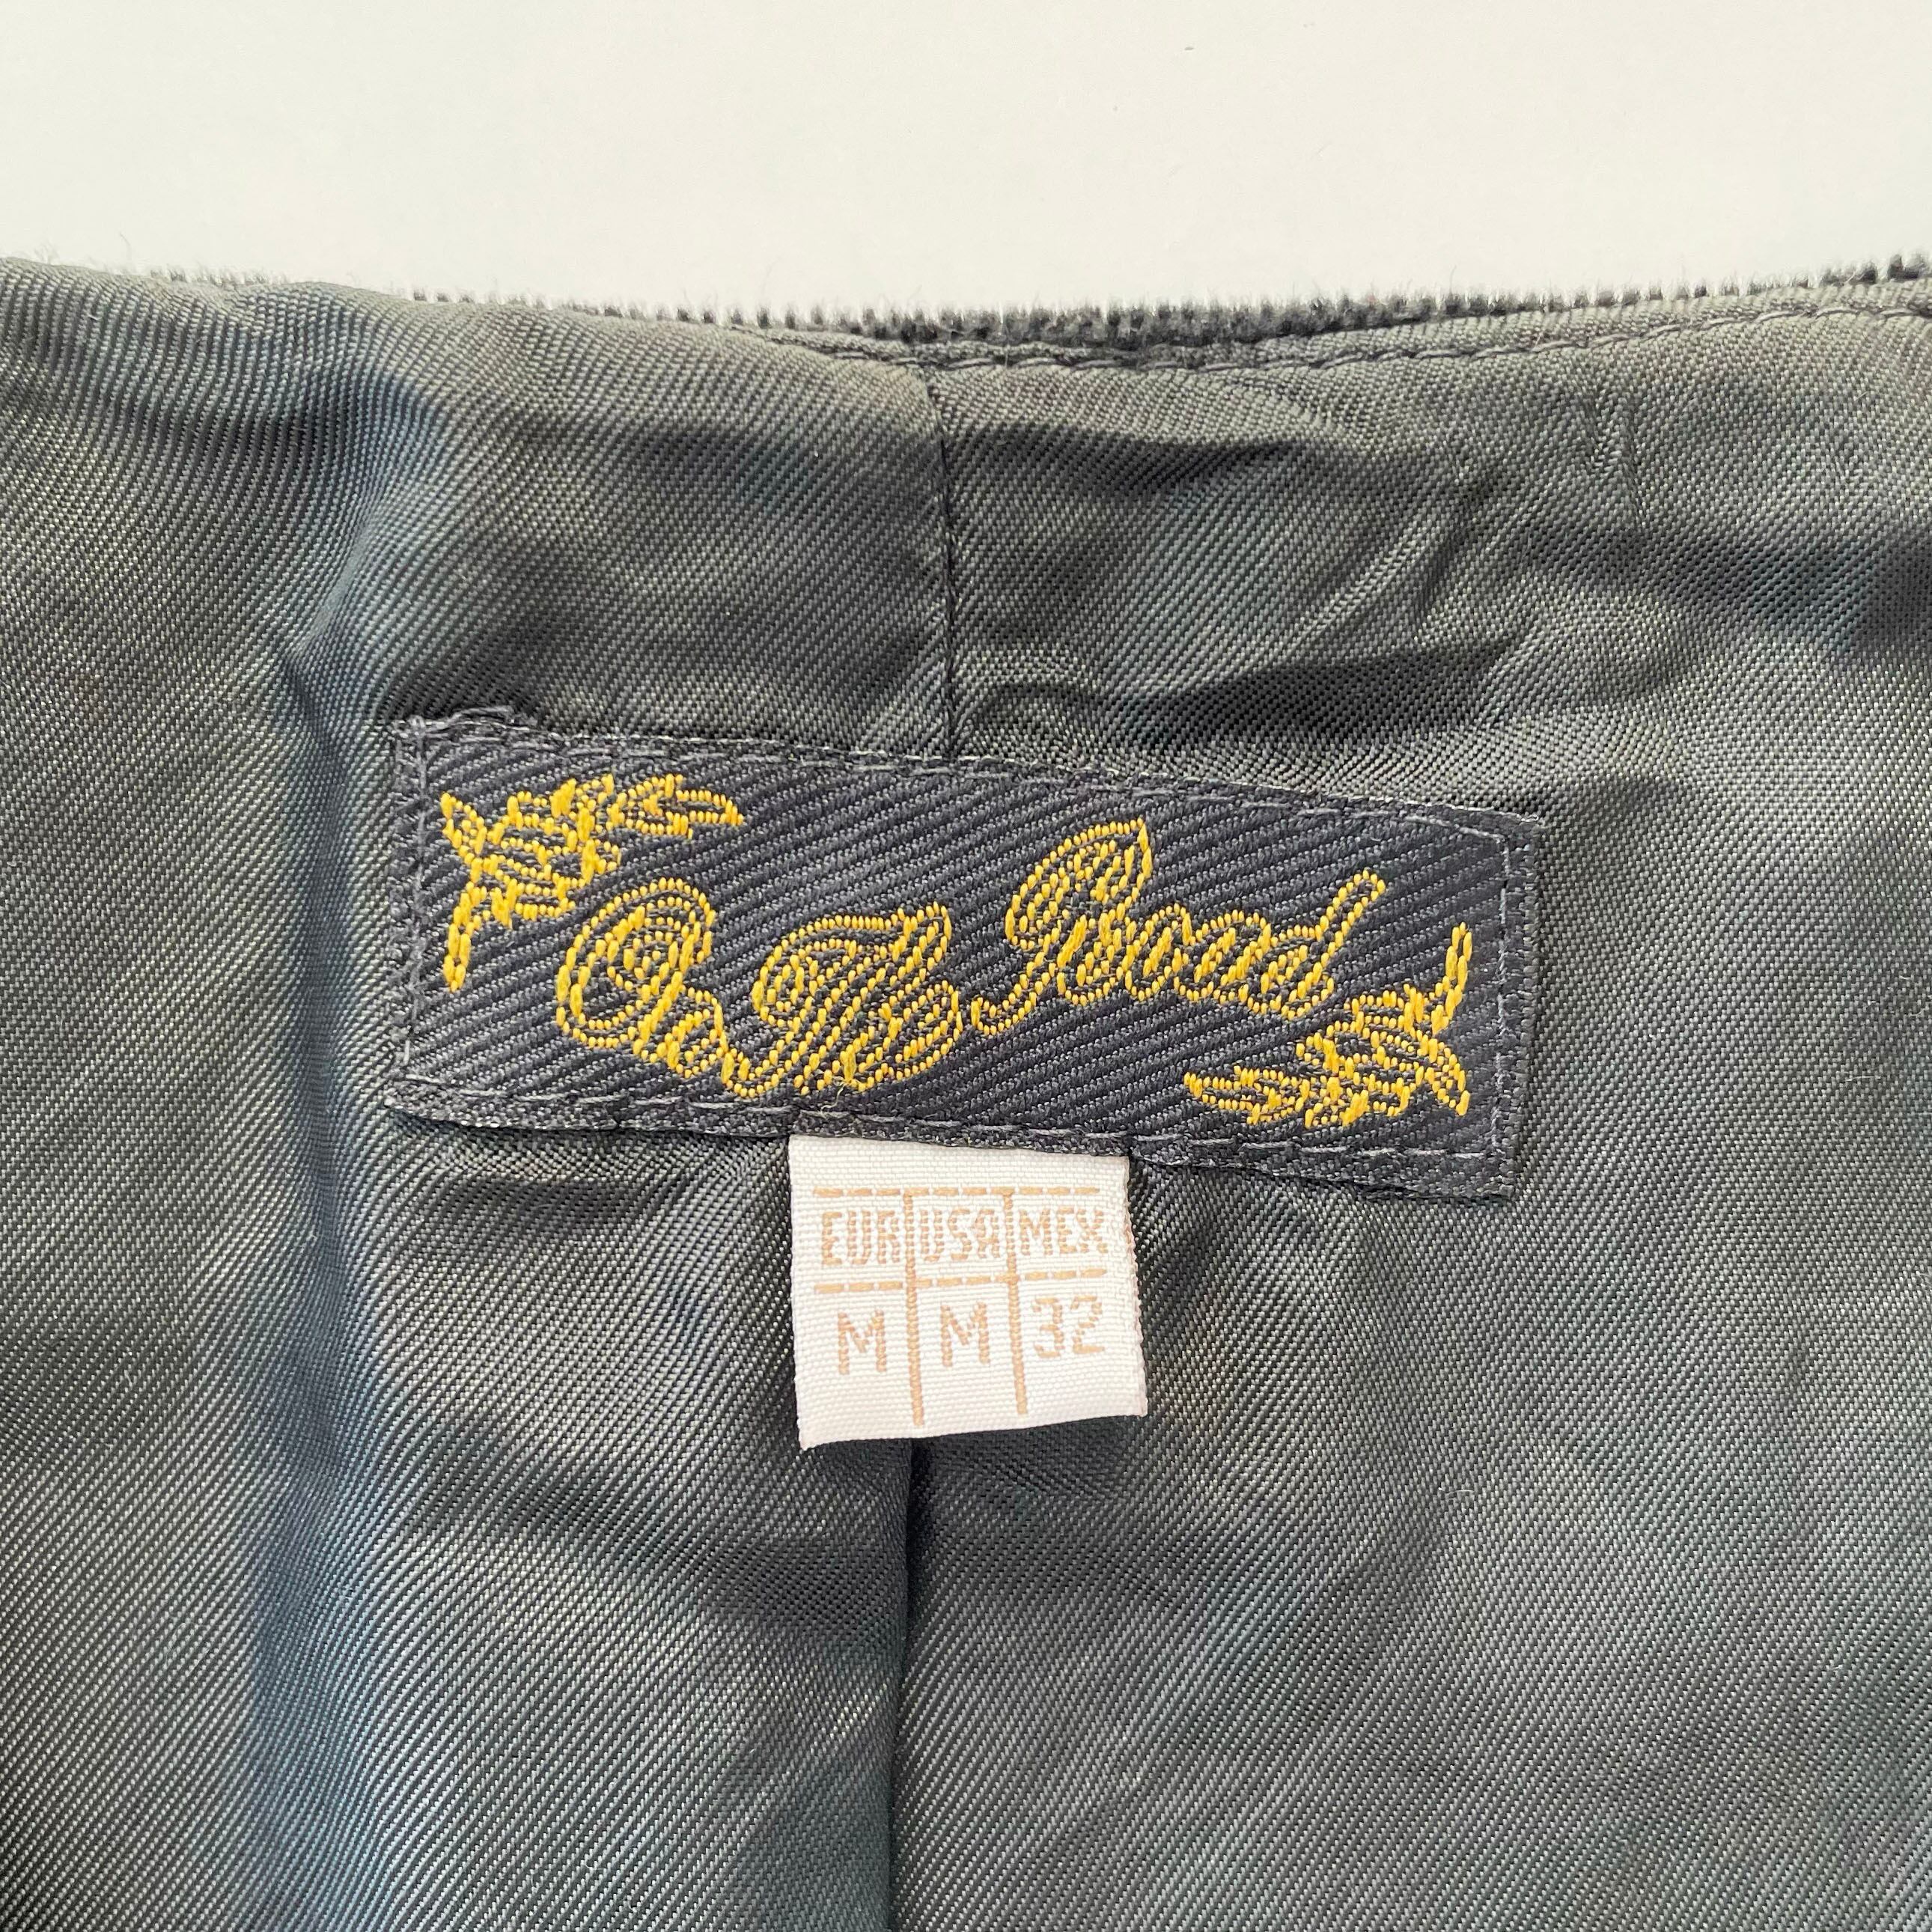 On The Road
EUR USA MEX
M M 32